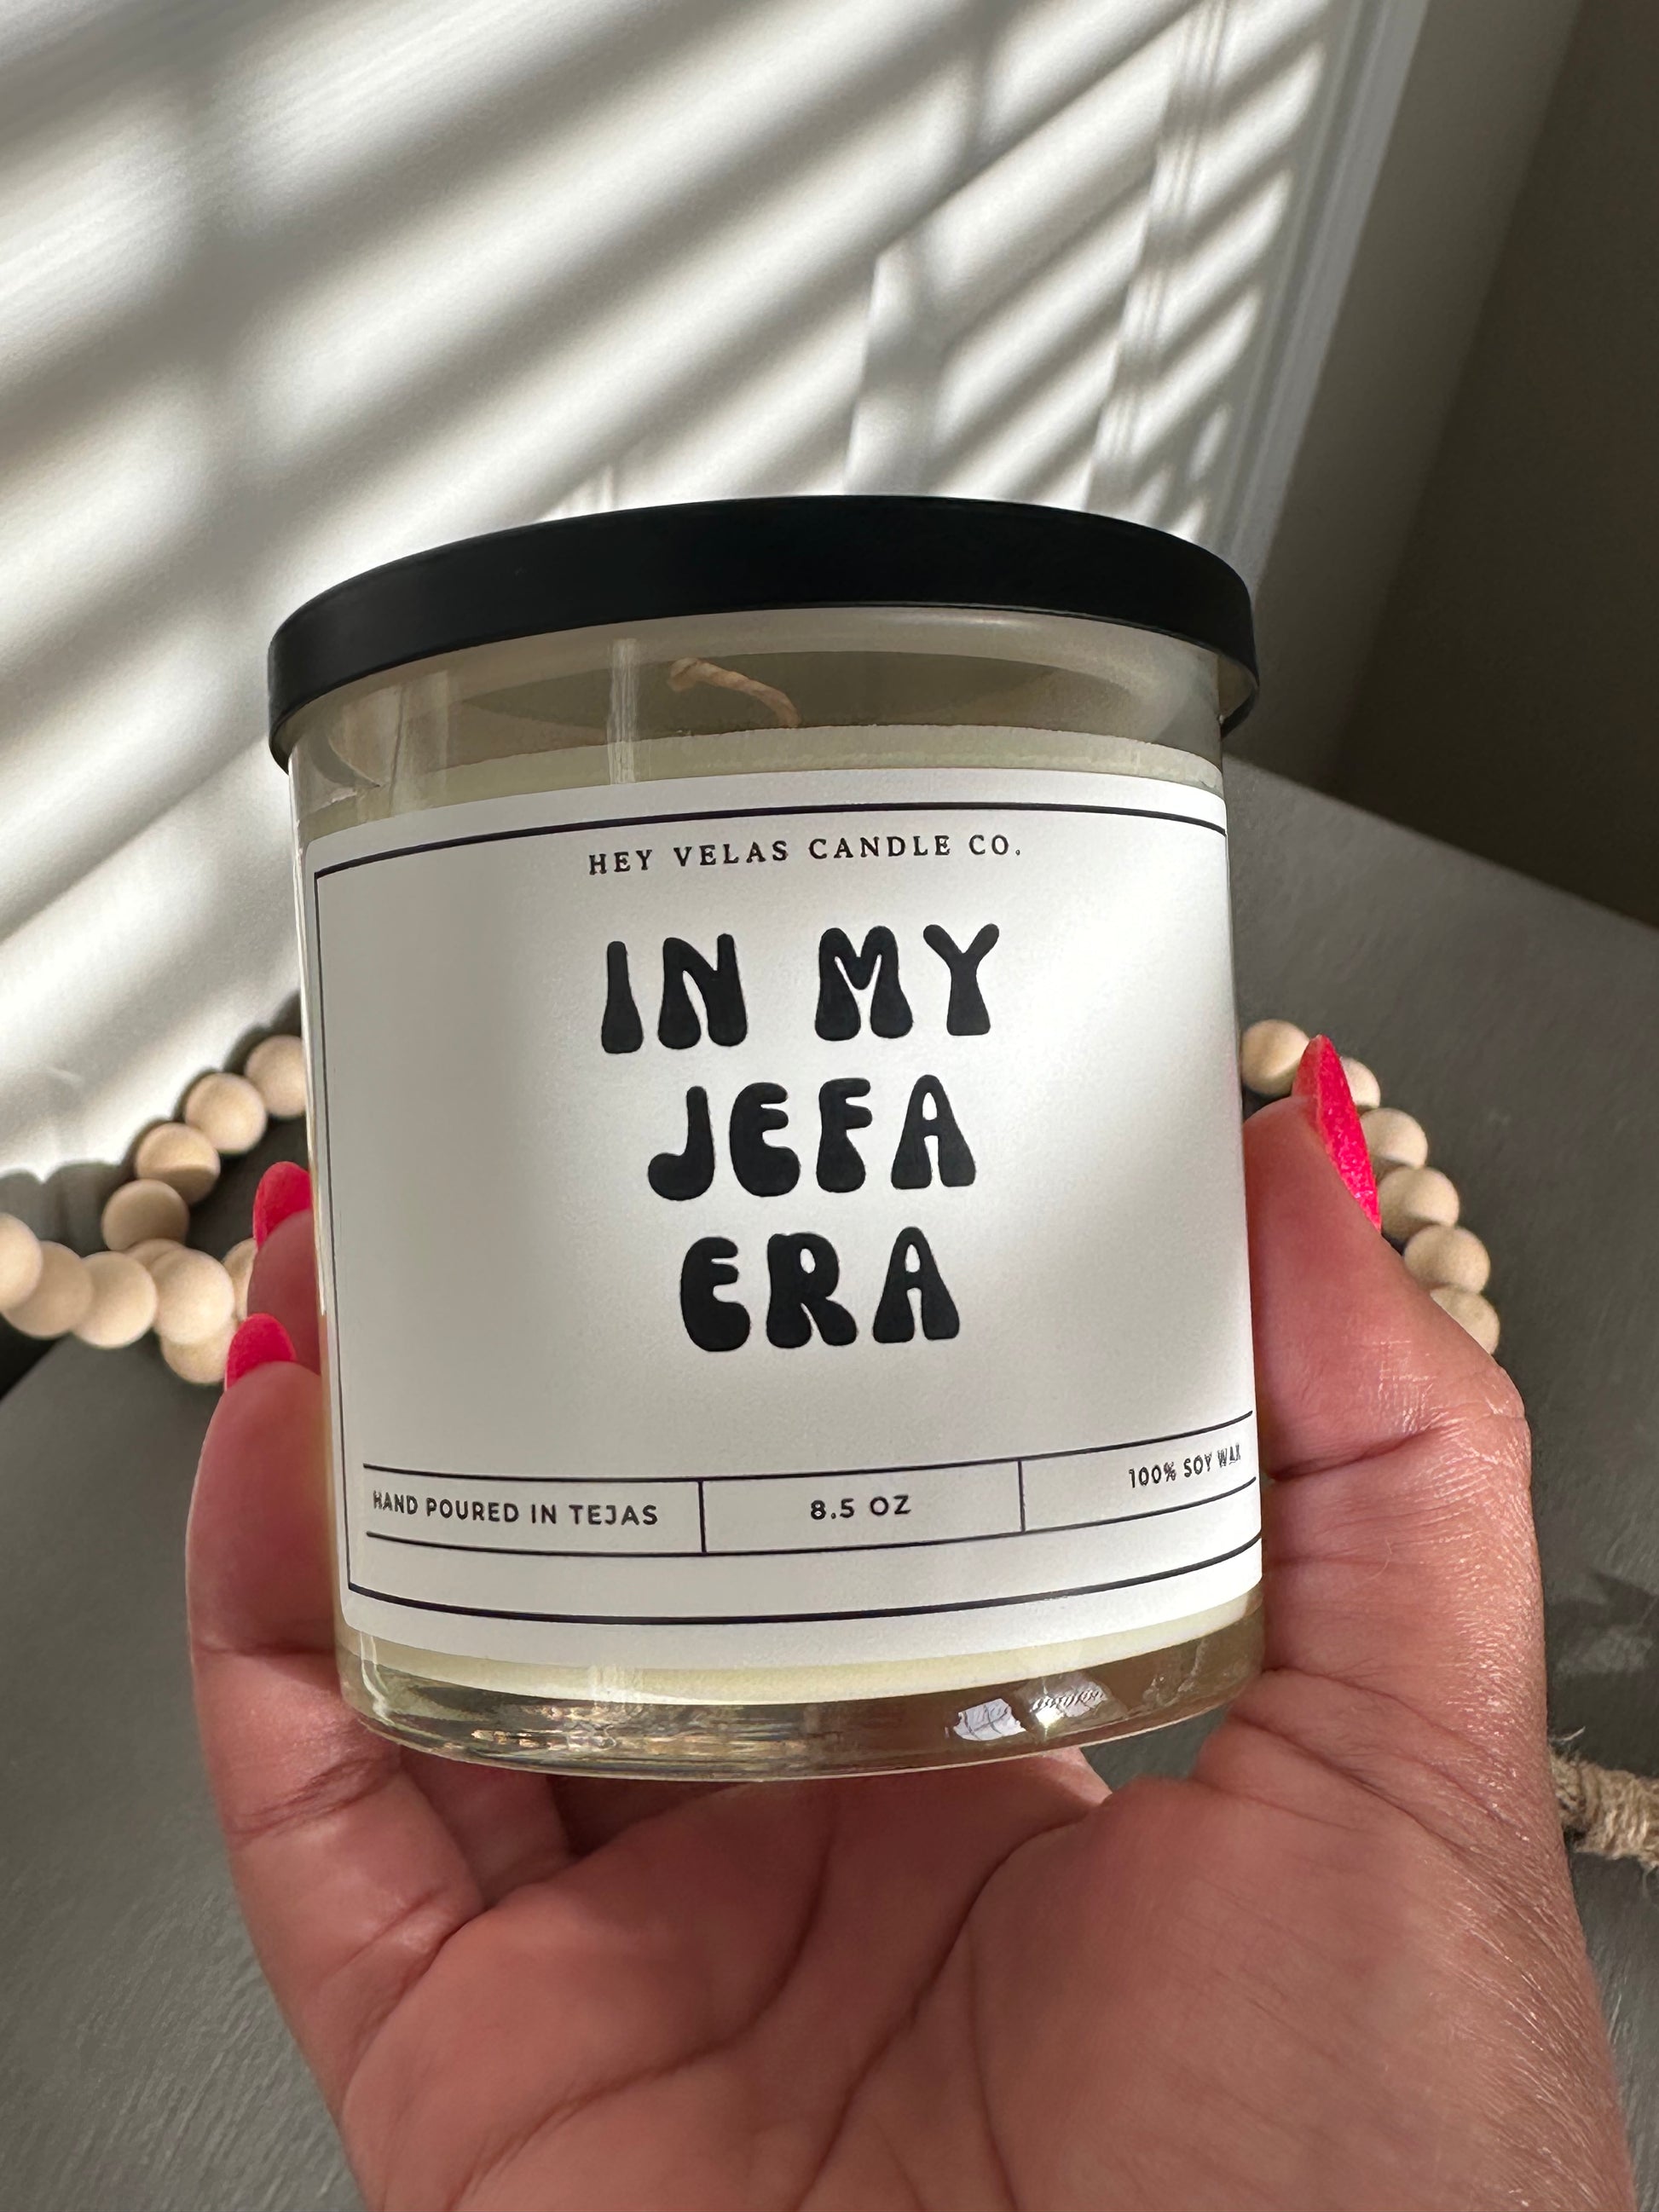 HEY VELAS CANDLE CO.
IN MY
JEFA
ERA
HAND POURED IN TEJAS
8.5 OZ
100% SOY WAX